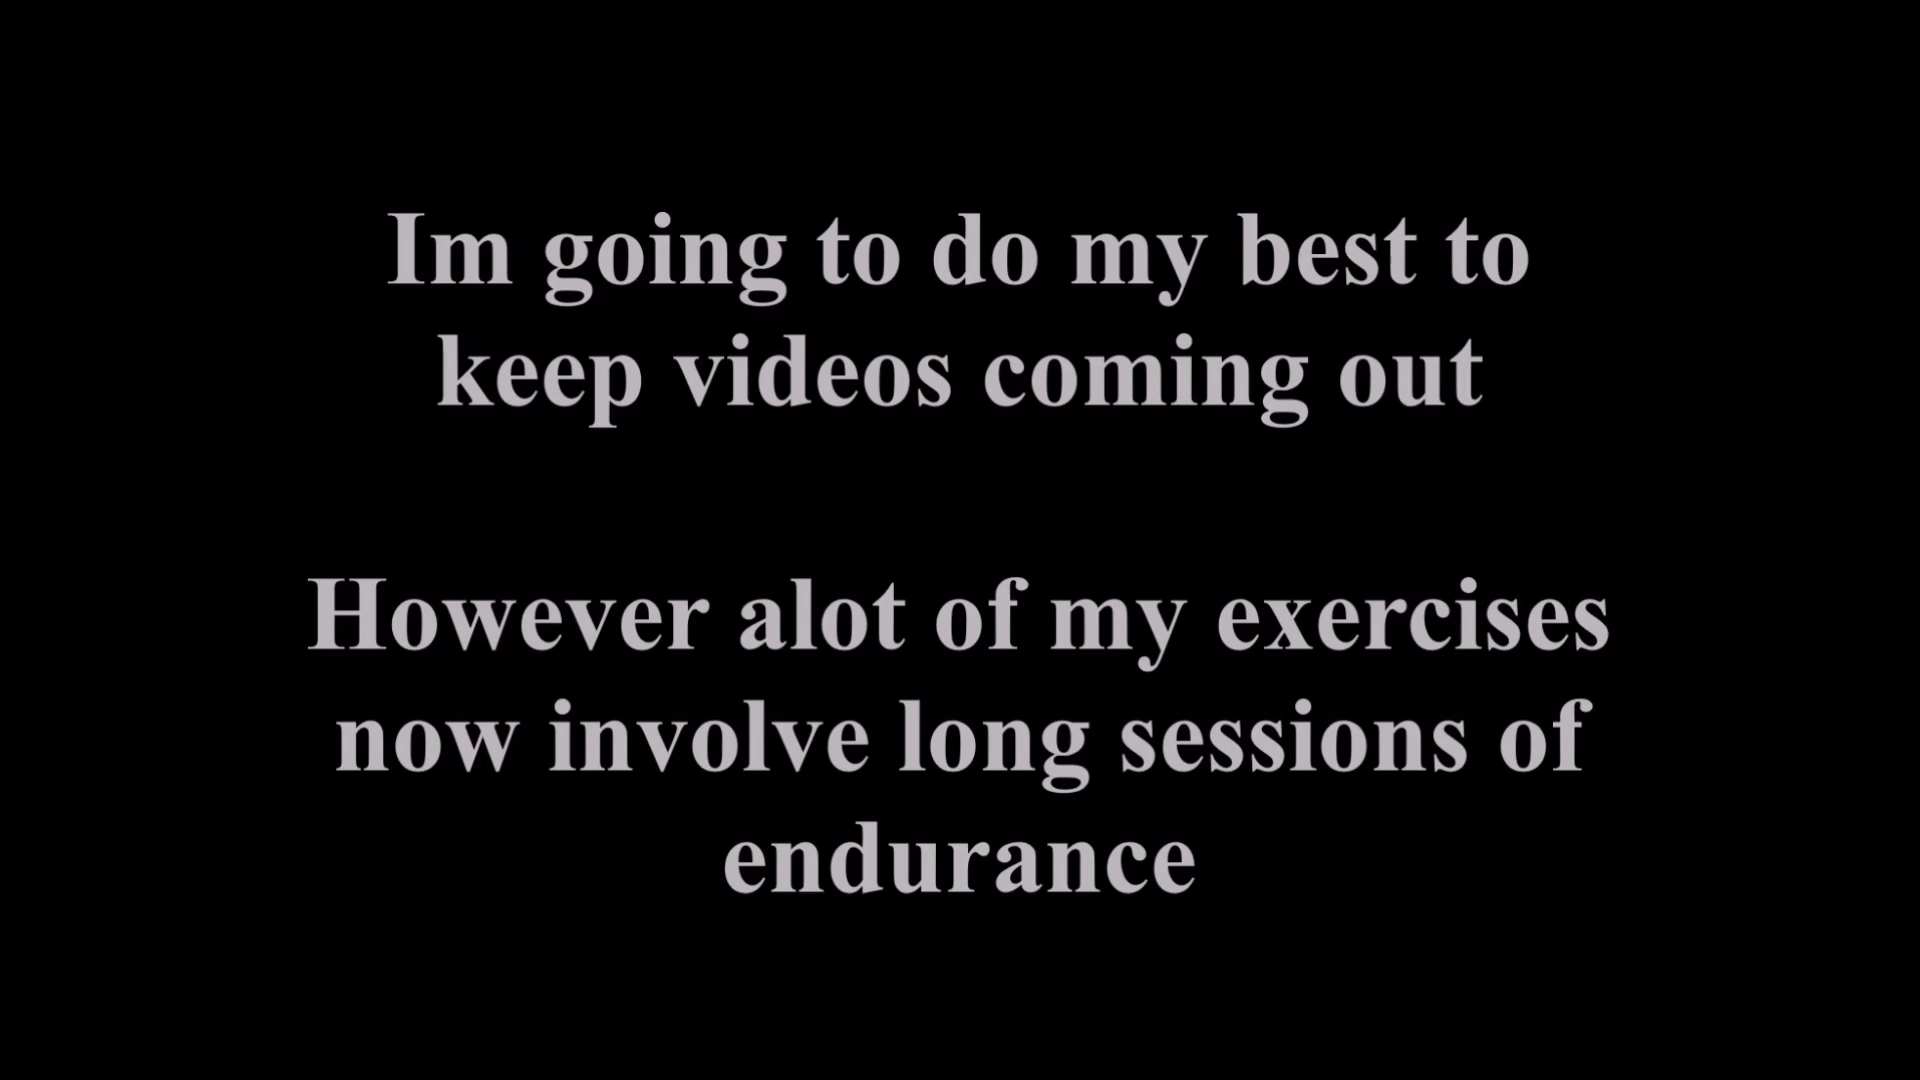 Im going to do my best to
keep videos coming out
However alot of my exercises
now involve long sessions of
endurance